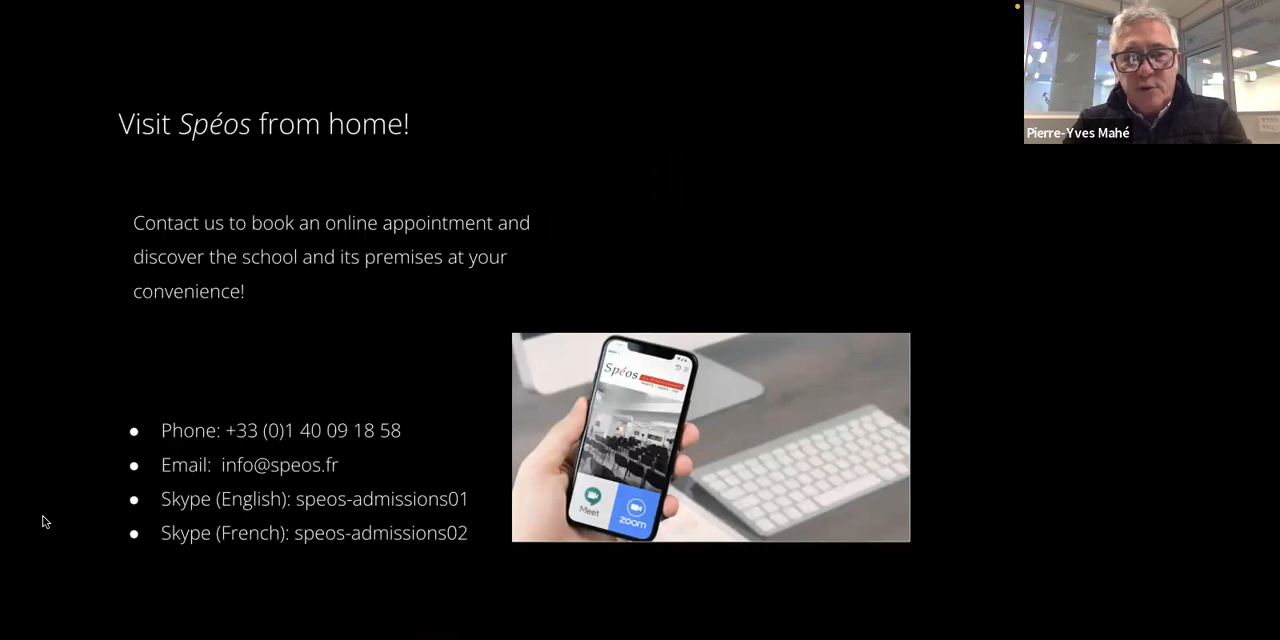 Visit Spéos from home!
Pierre-Yves Mahé
Contact us to book an online appointment and
discover the school and its premises at your
convenience!
Spéos
Phone: +33 (0)1 40 09 18 58
Email: info@speos.fr
Skype (English): speos-admissions01
Skype (French): speos-admissions02
Meet
zoom